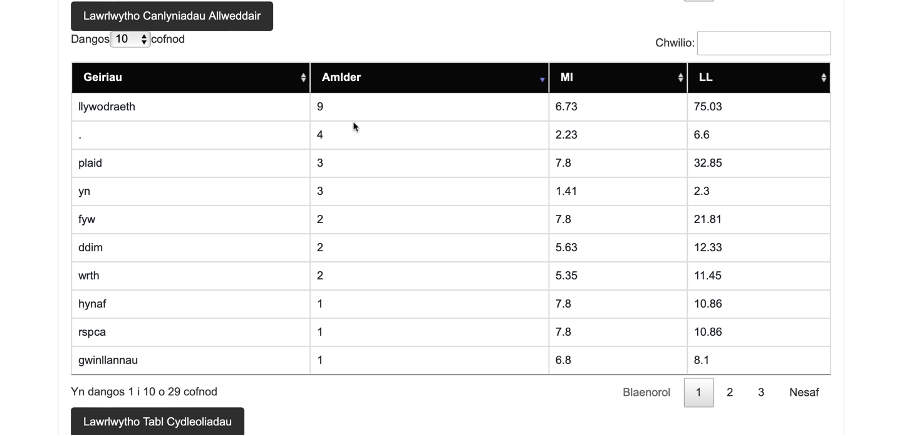 Lawrlwytho Canlyniadau Allweddair
Dangos 10 cofnod
Chwilio:
Geiriau Amlder MI LL
llywodraeth 9 6.73 75.03
. 4 2.23 6.6
plaid 3 7.8 32.85
yn 3 1.41 2.3
fyw 2 7.8 21.81
ddim 2 5.63 12.33
wrth 2 5.35 11.45
hynaf 1 7.8 10.86
rspca 1 7.8 10.86
gwinllannau 1 6.8 8.1
Yn dangos 1 i 10 o 29 cofnod
Blaenorol 1 2 3 Nesaf
Lawrlwytho Tabl Cydleoliadau